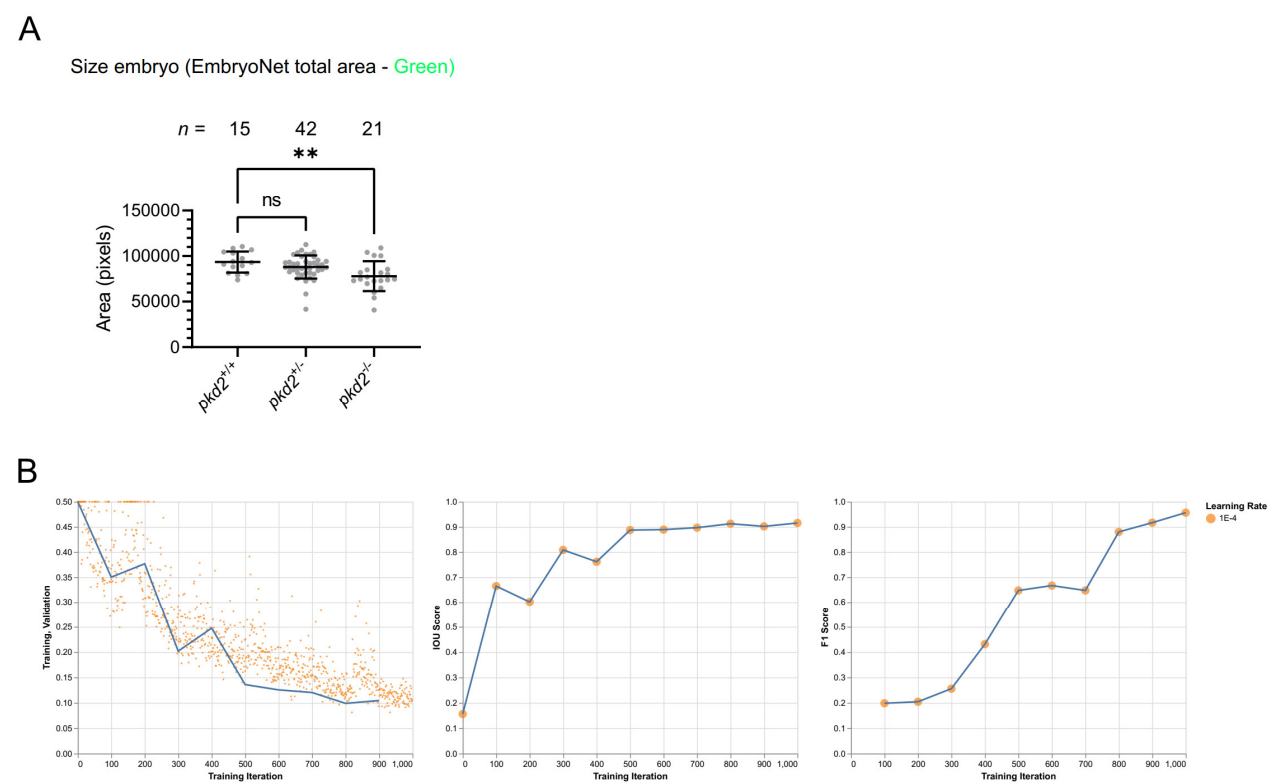 A
Size embryo (EmbryoNet total area - Green)
n = 15 42 21
**
ns
150000
100000
50000
0
Area (pixels)
pkd2+/+ pkd2+/- pkd2-/-
B
0.50
0.45
0.40
0.35
0.30
0.25
0.20
0.15
0.10
0.05
0.00
Training, Validation
0 100 200 300 400 500 600 700 800 900 1,000
Training Iteration
1.0
0.9
0.8
0.7
0.6
0.5
0.4
0.3
0.2
0.1
0.0
IOU Score
0 100 200 300 400 500 600 700 800 900 1,000
Training Iteration
1.0
0.9
0.8
0.7
0.6
0.5
0.4
0.3
0.2
0.1
0.0
F1 Score
0 100 200 300 400 500 600 700 800 900 1,000
Training Iteration
Learning Rate
1E-4